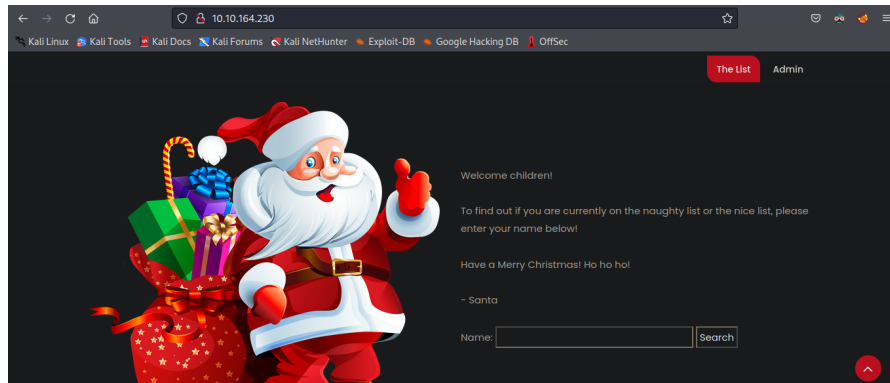 10.10.164.230
Kali Linux Kali Tools Kali Docs Kali Forums Kali NetHunter Exploit-DB Google Hacking DB OffSec
The List Admin
Welcome children!
To find out if you are currently on the naughty list or the nice list, please
enter your name below!
Have a Merry Christmas! Ho ho ho!
- Santa
Name: Search